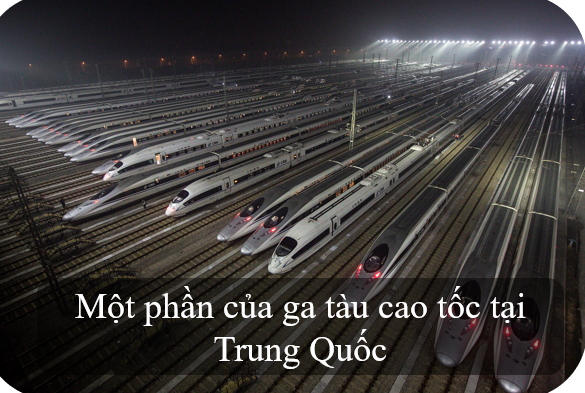 Một phần của ga tàu cao tốc tại
Trung Quốc